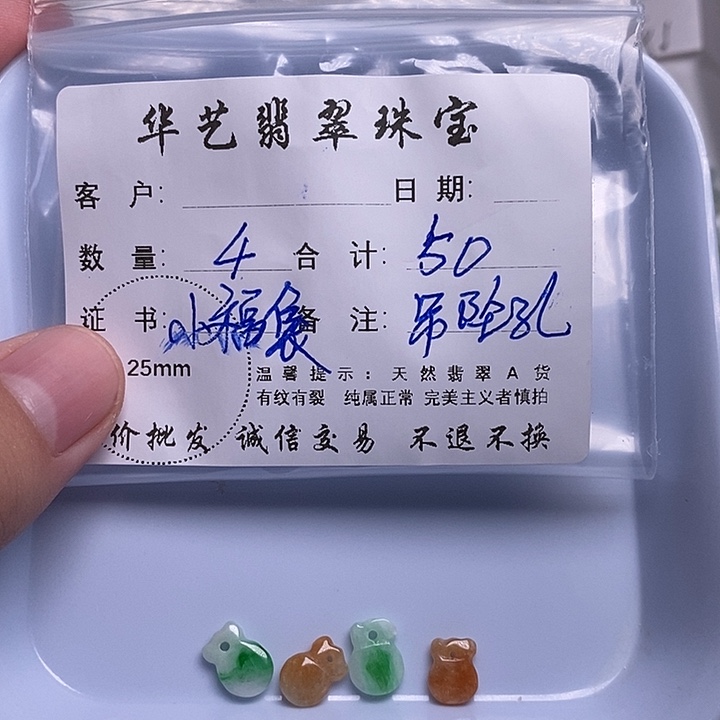 华艺翡翠珠宝
客 户: 日 期:
数 量: 4 合 计: 50
证 书: 小福袋 备 注: 吊坠孔
25mm
温馨提示:天然翡翠A货
有纹有裂 纯属正常 完美主义者慎拍
价批发 诚信交易 不退不换